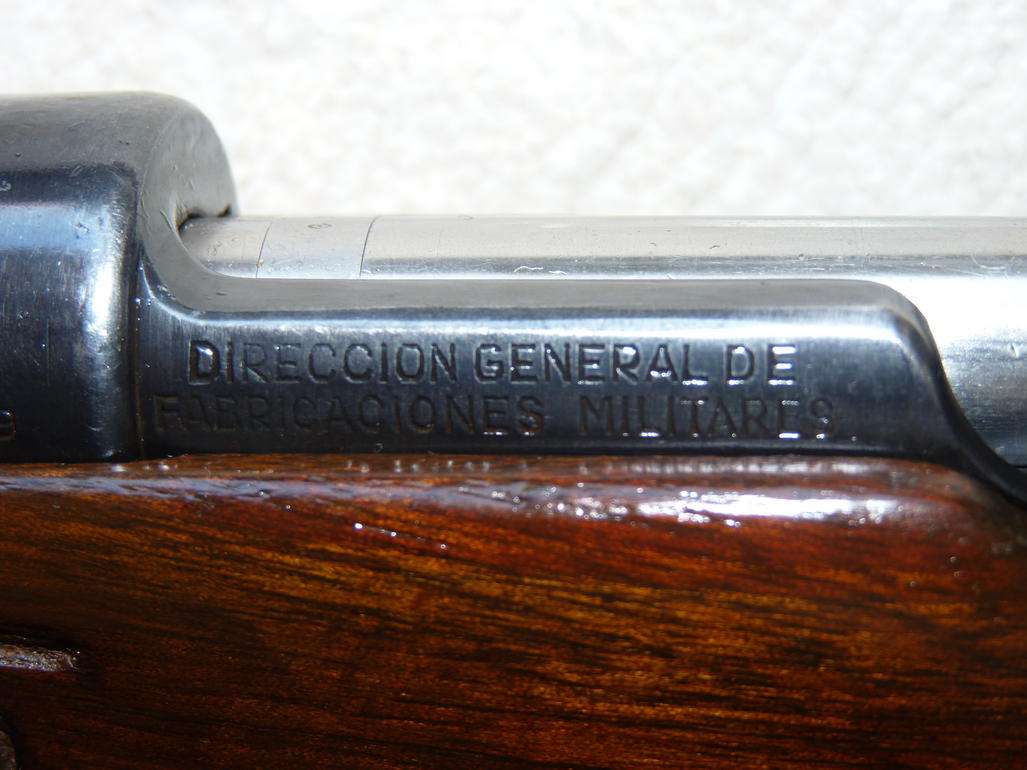 DIRECCION GENERAL DE
FABRICACIONES MILITARES